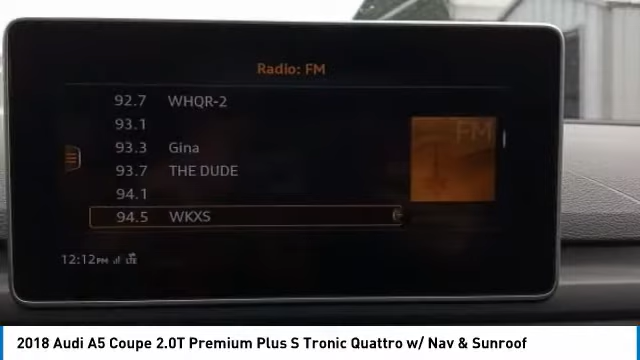 Radio: FM
92.7 WHQR-2
93.1
93.3 Gina
93.7 THE DUDE
94.1
94.5 WKXS
FM
12:12PM LTE
2018 Audi A5 Coupe 2.0T Premium Plus S Tronic Quattro w/ Nav & Sunroof